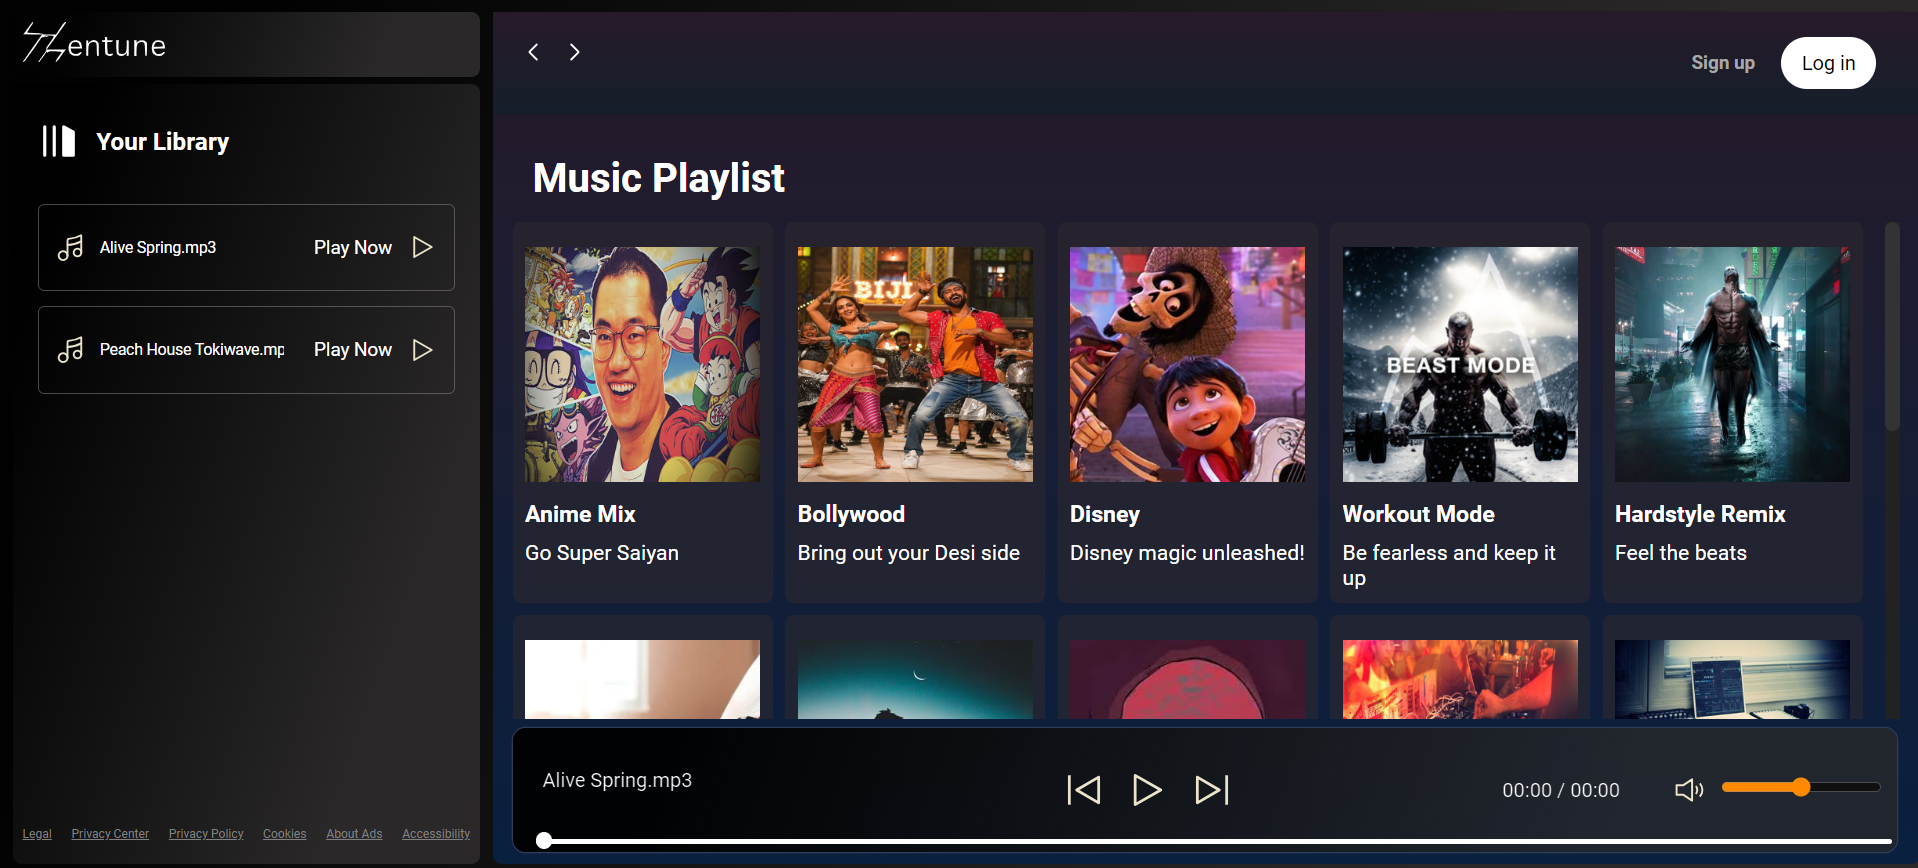 Zentune
Sign up
Log in
Your Library
Alive Spring.mp3
Play Now
Peach House Tokiwave.mp
Play Now
Music Playlist
BIJLI
BEAST MODE
Anime Mix
Go Super Saiyan
Bollywood
Bring out your Desi side
Disney
Disney magic unleashed!
Workout Mode
Be fearless and keep it
up
Hardstyle Remix
Feel the beats
Alive Spring.mp3
00:00 / 00:00
Legal
Privacy Center
Privacy Policy
Cookies
About Ads
Accessibility